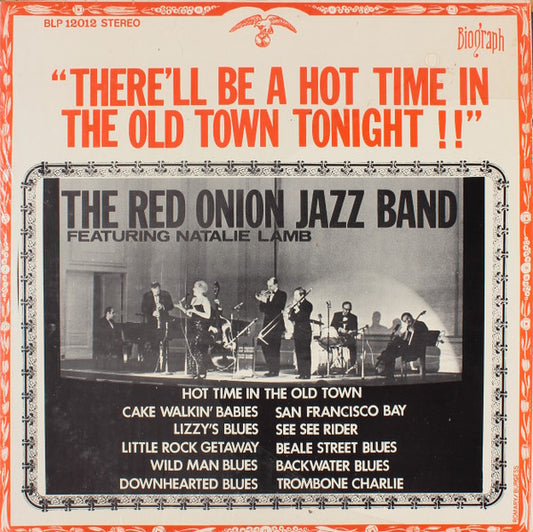 BLP 12012 STEREO
Biograph
"THERE'LL BE A HOT TIME IN
THE OLD TOWN TONIGHT !!"
THE RED ONION JAZZ BAND
FEATURING NATALIE LAMB
HOT TIME IN THE OLD TOWN
CAKE WALKIN' BABIES
LIZZY'S BLUES
LITTLE ROCK GETAWAY
WILD MAN BLUES
DOWNHEARTED BLUES
SAN FRANCISCO BAY
SEE SEE RIDER
BEALE STREET BLUES
BACKWATER BLUES
TROMBONE CHARLIE